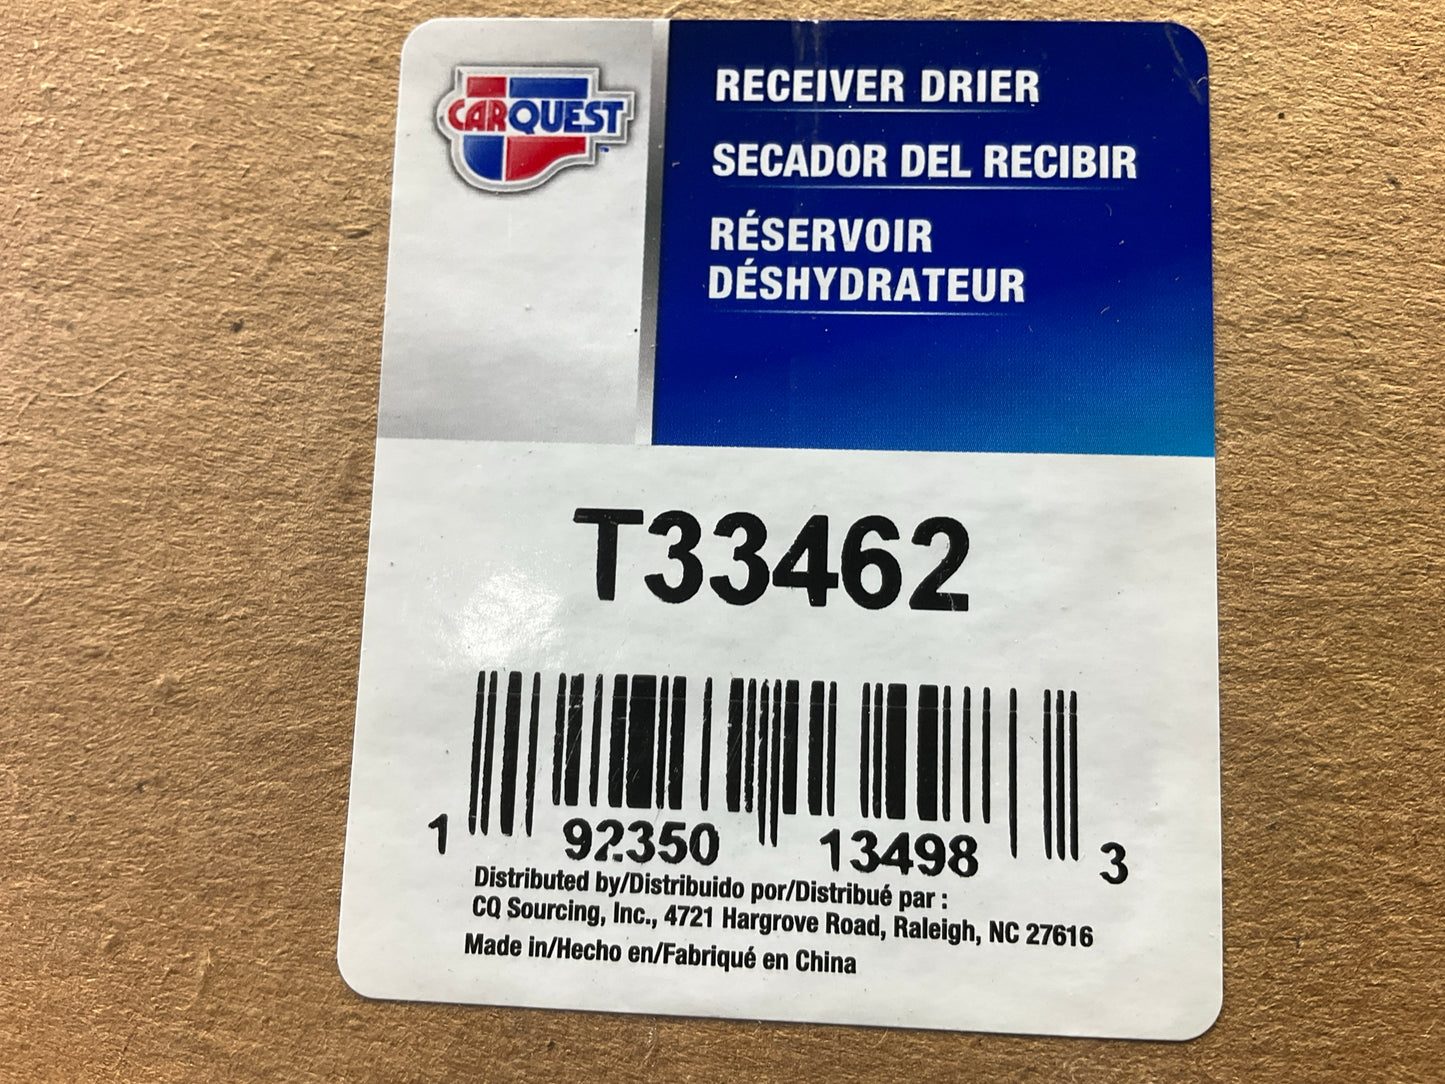 CARQUEST
RECEIVER DRIER
SECADOR DEL RECIBIR
RÉSERVOIR
DÉSHYDRATEUR
T33462
1 92350 13498 3
Distributed by/Distribuido por/Distribué par :
CQ Sourcing, Inc., 4721 Hargrove Road, Raleigh, NC 27616
Made in/Hecho en/Fabriqué en China